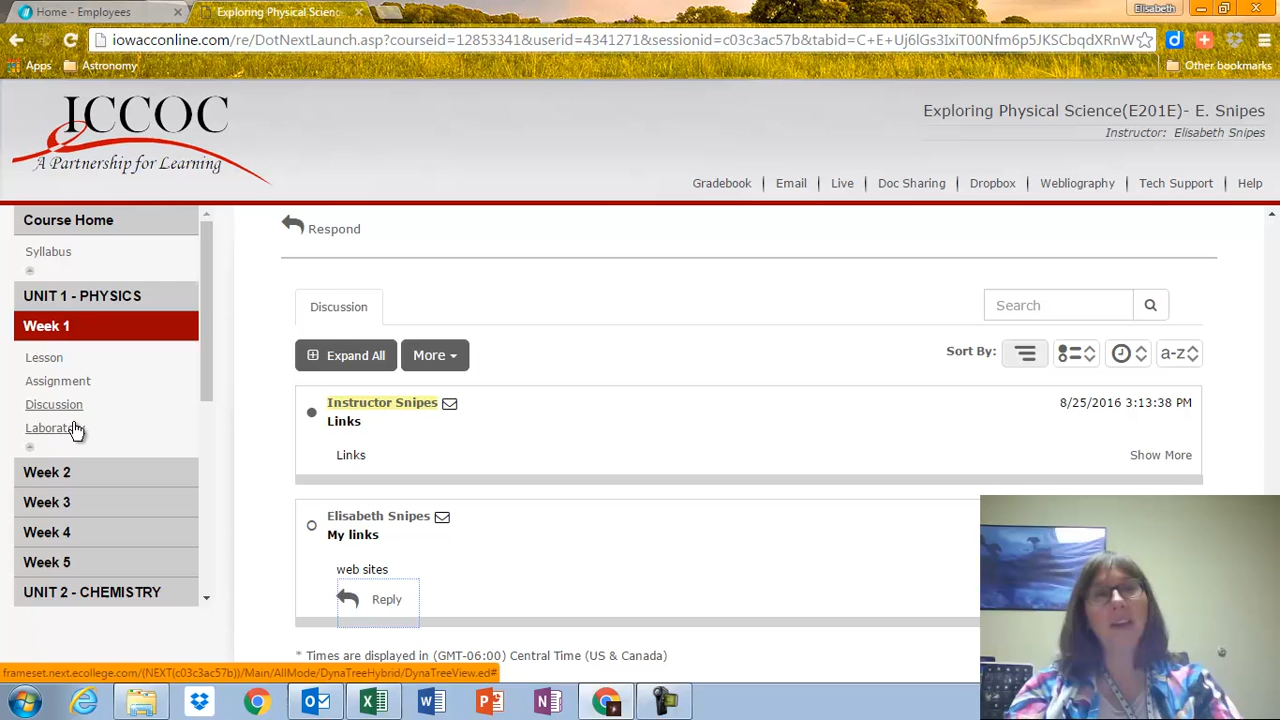 Home - Employees
Exploring Physical Scienc
Elisabeth
iowacconline.com/re/DotNextLaunch.asp?courseid=12853341&userid=4341271&sessionid=c03c3ac57b&tabid=C+E+Uj6lGs3IxiT00Nfm6p5JKSCbqdXRnW
Apps
Astronomy
Other bookmarks
ICCOC
A Partnership for Learning
Exploring Physical Science(E201E)- E. Snipes
Instructor: Elisabeth Snipes
Gradebook | Email | Live | Doc Sharing | Dropbox | Webliography | Tech Support | Help
Course Home
Syllabus
UNIT 1 - PHYSICS
Week 1
Lesson
Assignment
Discussion
Laborat
Week 2
Week 3
Week 4
Week 5
UNIT 2 - CHEMISTRY
Respond
Discussion
Search
Expand All
More
Sort By:
a-z
Instructor Snipes
8/25/2016 3:13:38 PM
Links
Links
Show More
Elisabeth Snipes
My links
web sites
Reply
* Times are displayed in (GMT-06:00) Central Time (US & Canada)
frameset.next.ecollege.com/(NEXT(c03c3ac57b))/Main/AllMode/DynaTreeHybrid/DynaTreeView.ed#